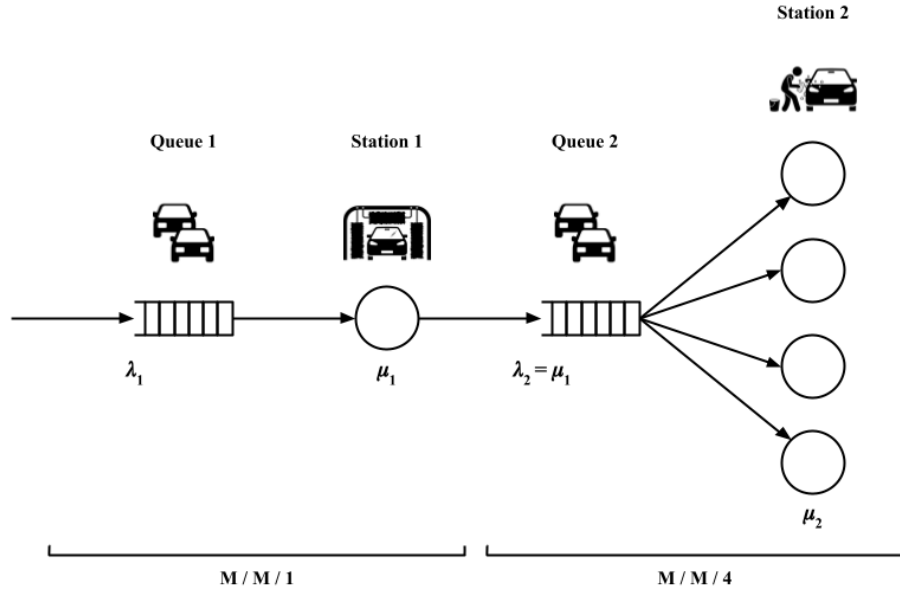 Station 2
Queue 1
Station 1
Queue 2
λ1
μ1
λ2 = μ1
μ2
M / M / 1
M / M / 4